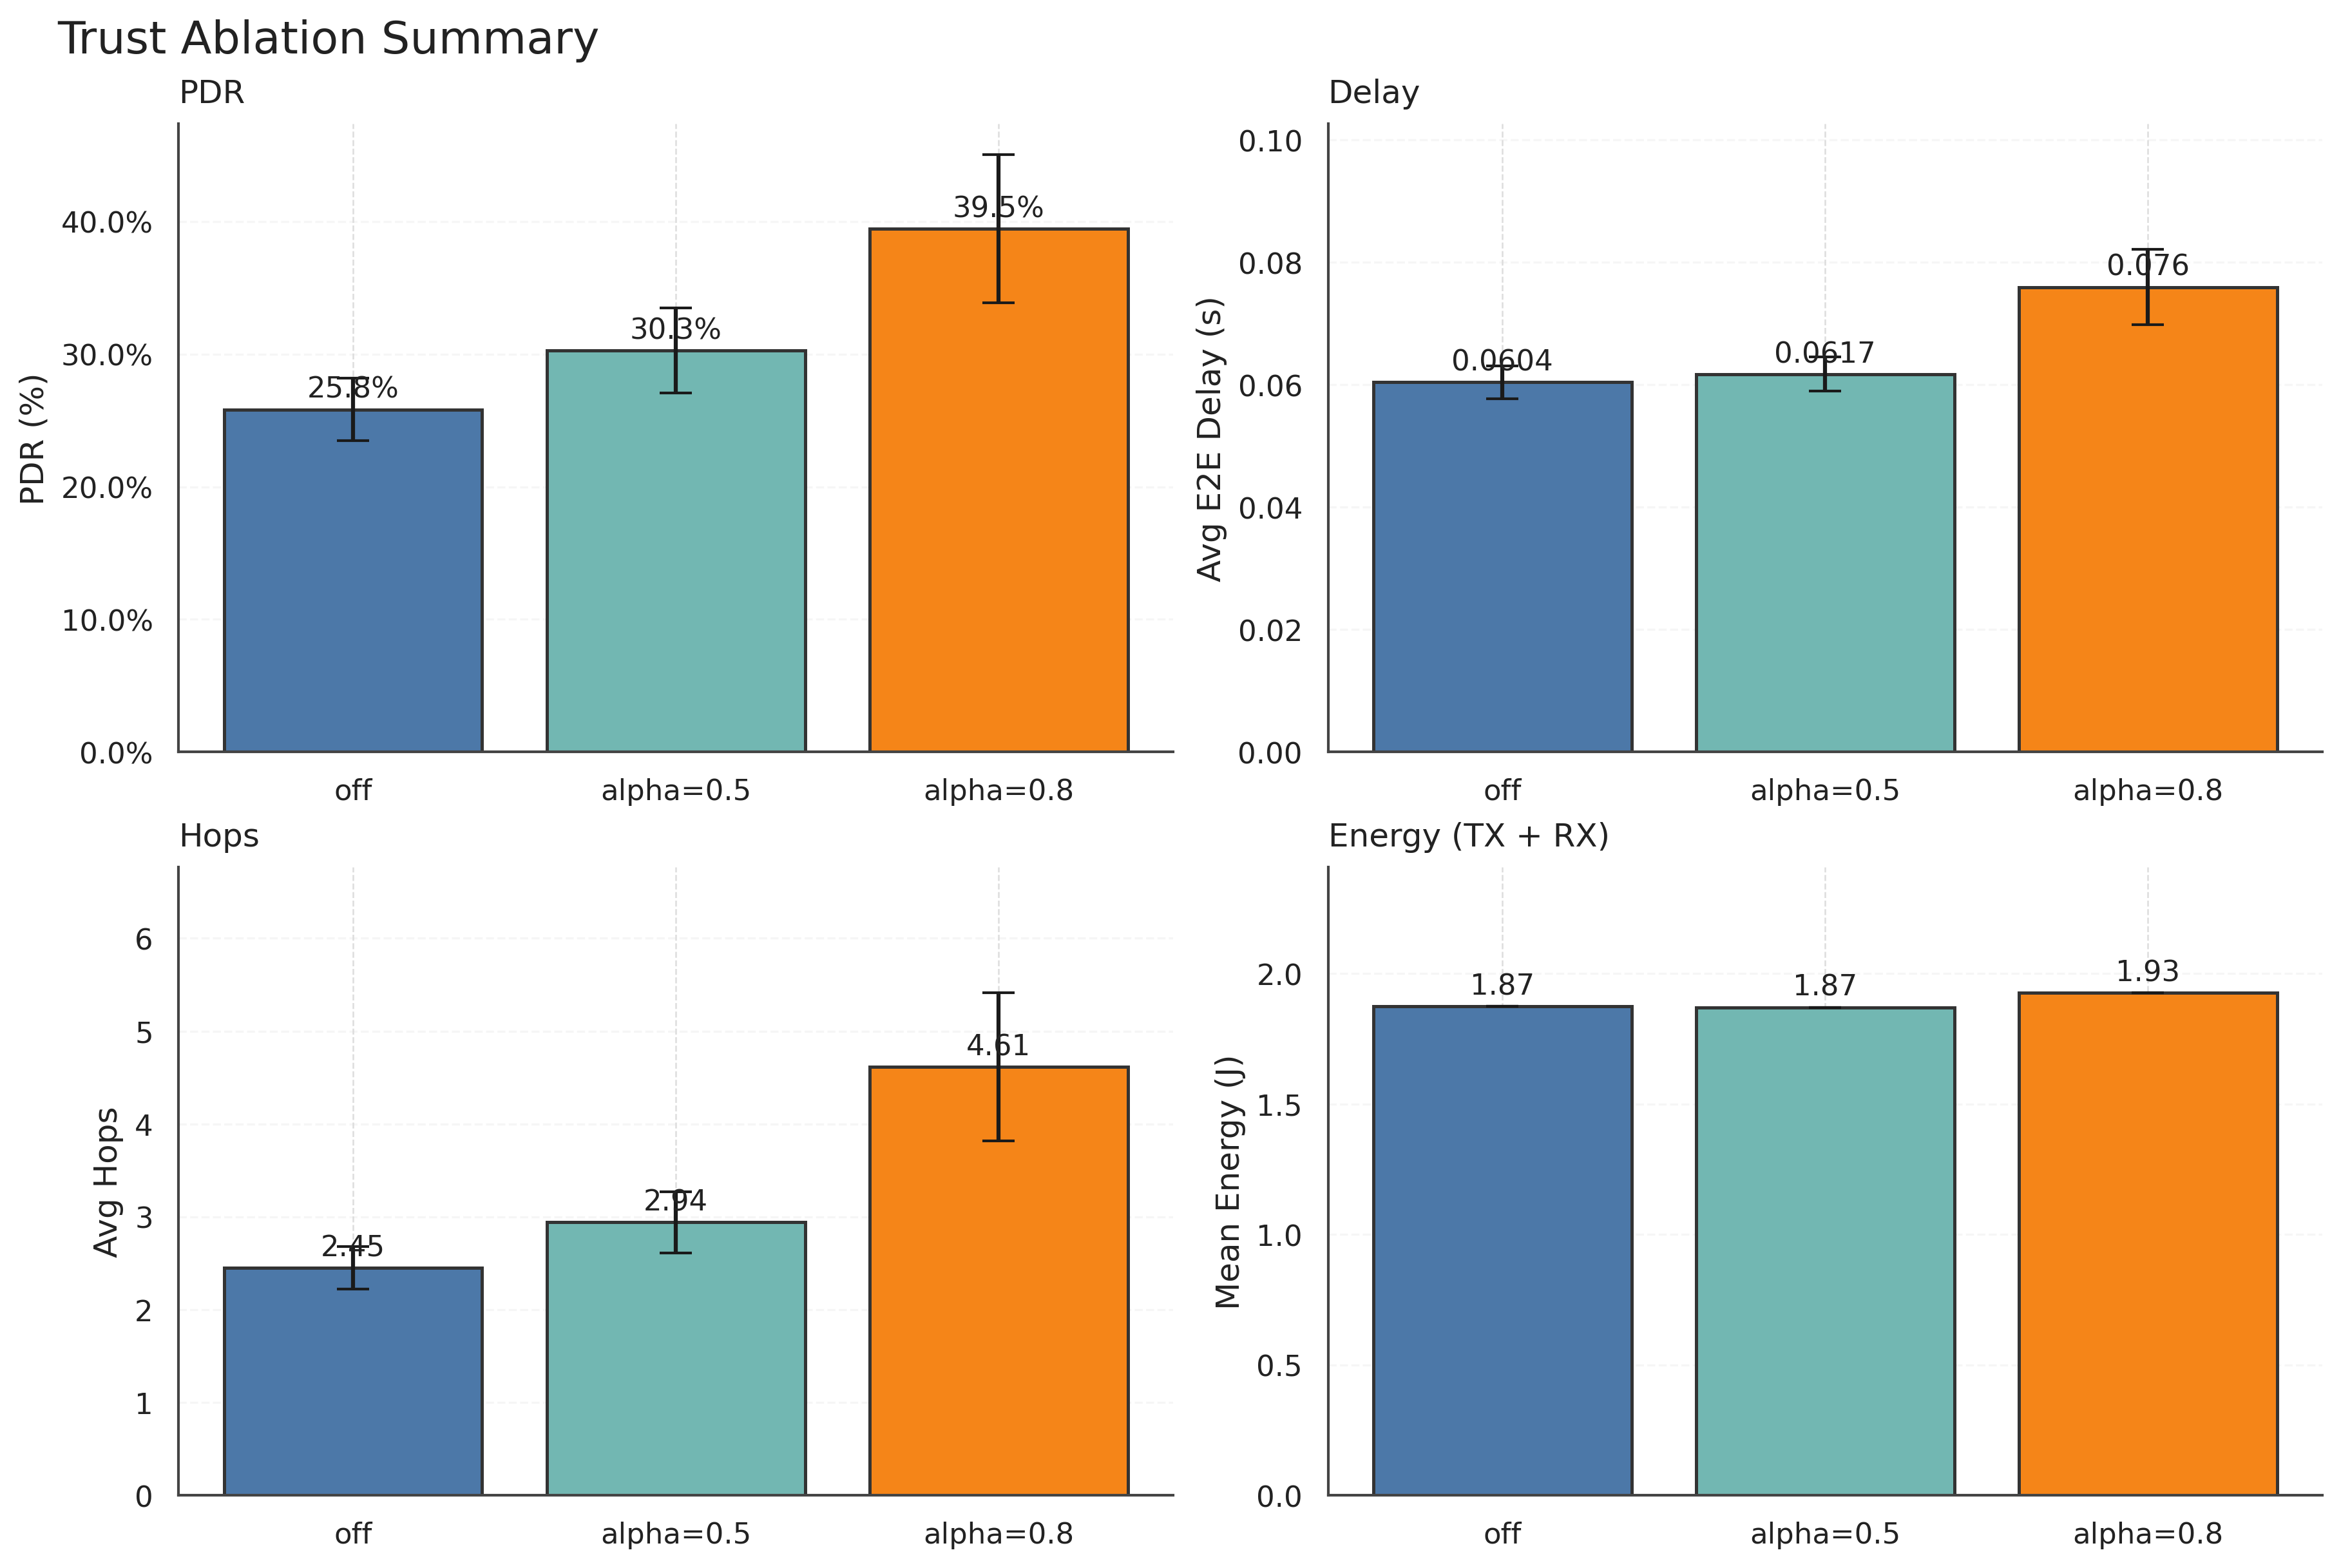 Trust Ablation Summary
PDR
PDR (%)
40.0%
30.0%
20.0%
10.0%
0.0%
25.8%
30.3%
39.5%
off
alpha=0.5
alpha=0.8
Delay
Avg E2E Delay (s)
0.10
0.08
0.06
0.04
0.02
0.00
0.0604
0.0617
0.076
off
alpha=0.5
alpha=0.8
Hops
Avg Hops
6
5
4
3
2
1
0
2.45
2.94
4.61
off
alpha=0.5
alpha=0.8
Energy (TX + RX)
Mean Energy (J)
2.0
1.5
1.0
0.5
0.0
1.87
1.87
1.93
off
alpha=0.5
alpha=0.8